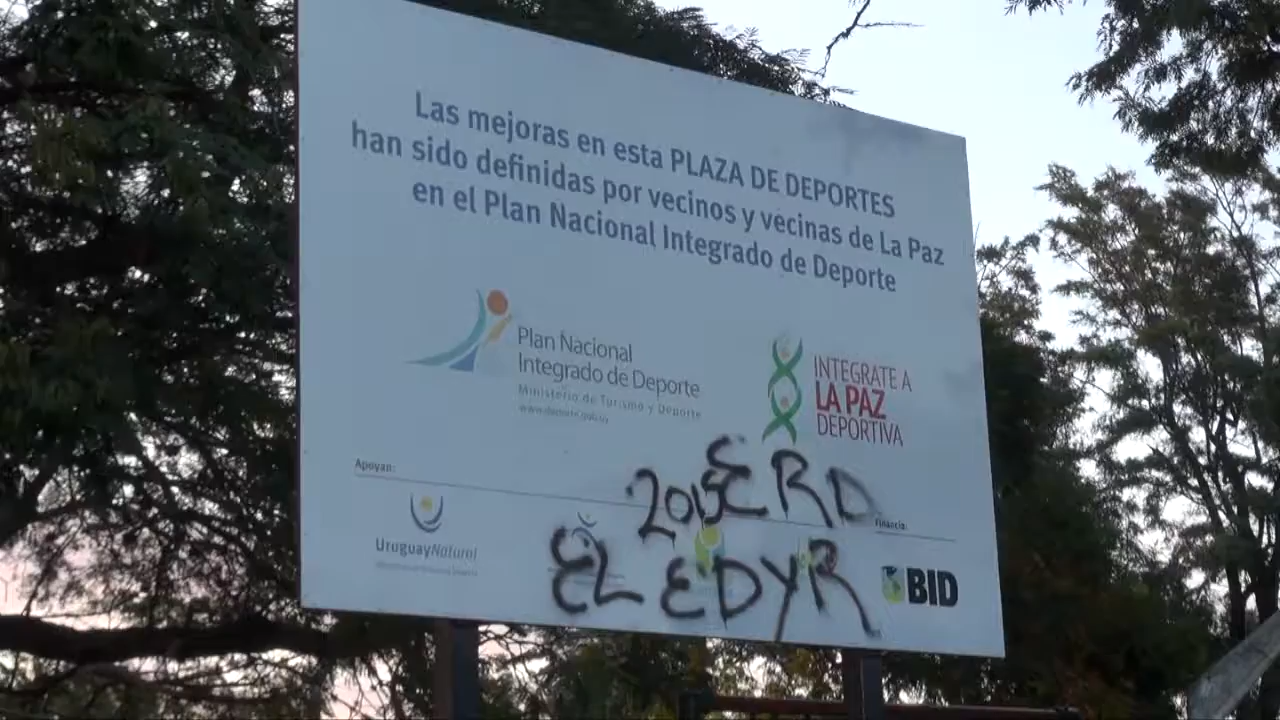 Las mejoras en esta PLAZA DE DEPORTES
han sido definidas por vecinos y vecinas de La Paz
en el Plan Nacional Integrado de Deporte
Plan Nacional
Integrado de Deporte
Ministerio de Turismo y Deporte
INTEGRATE A
LA PAZ
DEPORTIVA
Apoyan:
UruguayNatural
Financia:
BID
EL EDYR